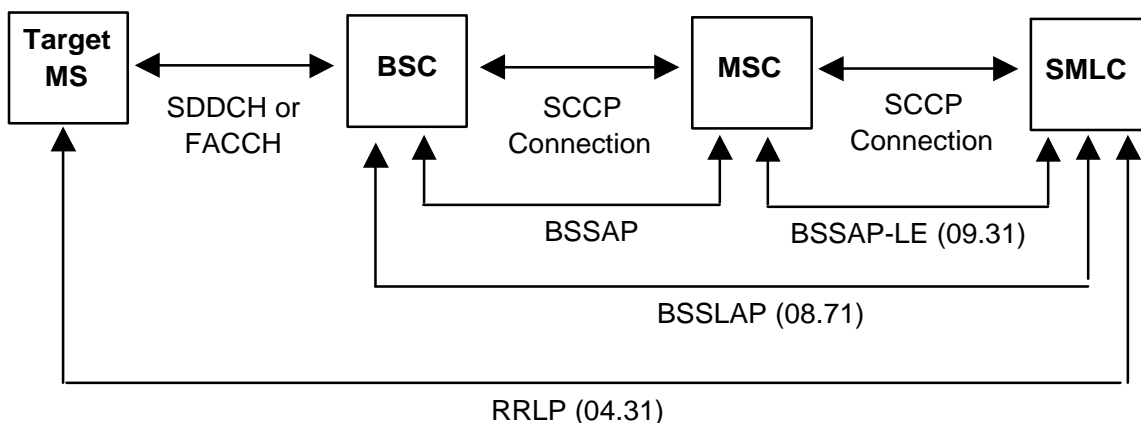 Target
MS
BSC
MSC
SMLC
SDDCH or
FACCH
SCCP
Connection
SCCP
Connection
BSSAP
BSSAP-LE (09.31)
BSSLAP (08.71)
RRLP (04.31)